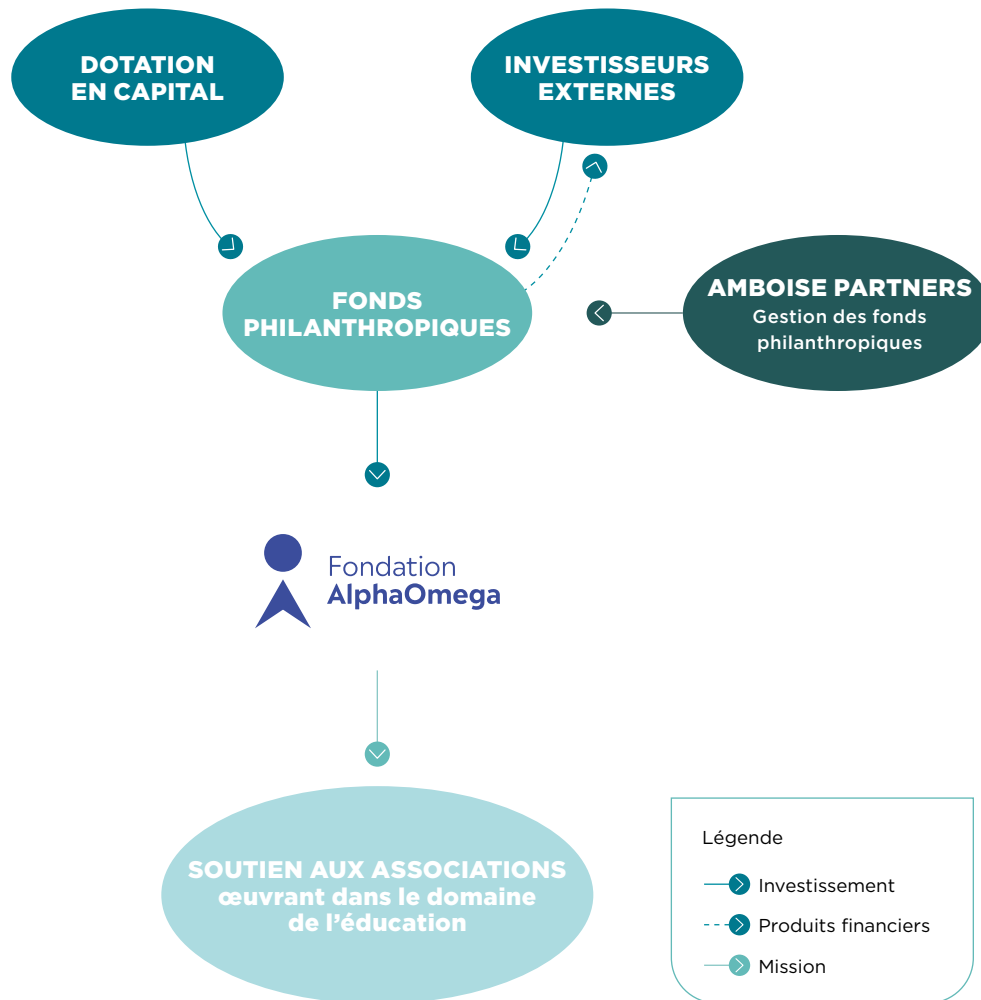 DOTATION
EN CAPITAL
INVESTISSEURS
EXTERNES
FONDS
PHILANTHROPIQUES
AMBOISE PARTNERS
Gestion des fonds
philanthropiques
Fondation
AlphaOmega
SOUTIEN AUX ASSOCIATIONS
œuvrant dans le domaine
de l’éducation
Légende
Investissement
Produits financiers
Mission